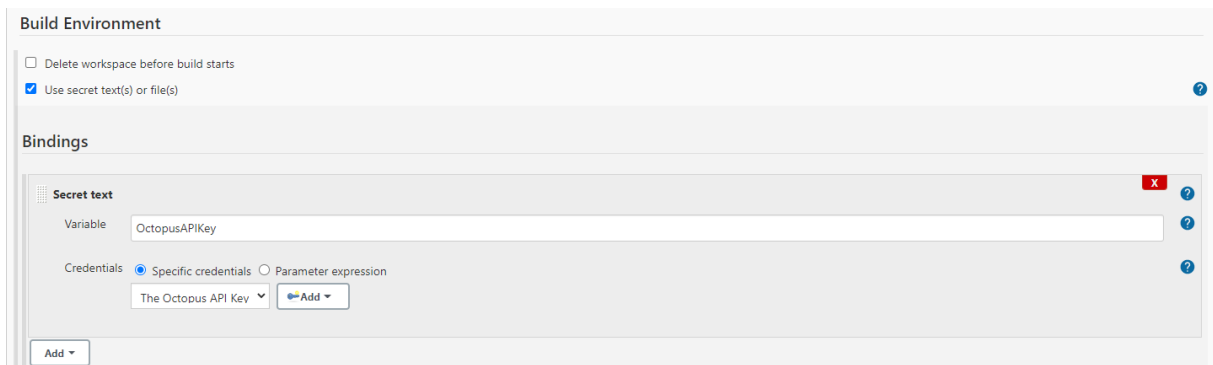 Build Environment
Delete workspace before build starts
Use secret text(s) or file(s)
?
Bindings
X
Secret text
?
Variable
OctopusAPIKey
?
Credentials
Specific credentials
Parameter expression
?
The Octopus API Key
Add
Add